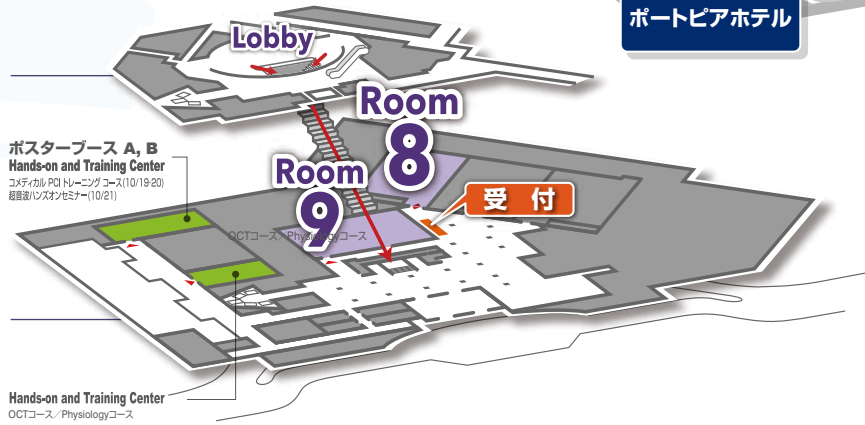 ポートピアホテル
Lobby
Room
8
ポスターブース A, B
Hands-on and Training Center
コメディカル PCI トレーニング コース(10/19-20)
超音波ハンズオンセミナー(10/21)
Room
9
受 付
OCTコース／Physiologyコース
Hands-on and Training Center
OCTコース／Physiologyコース